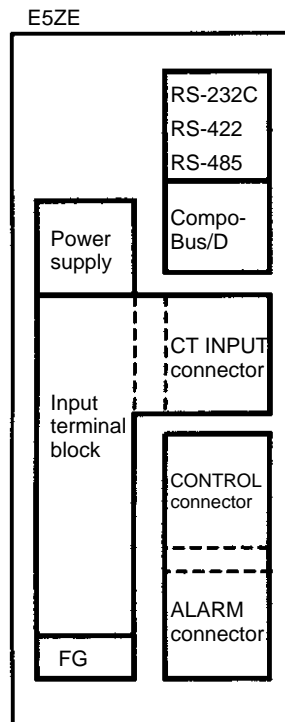 E5ZE
RS-232C
RS-422
RS-485
Compo-
Bus/D
Power
supply
CT INPUT
connector
Input
terminal
block
CONTROL
connector
ALARM
connector
FG